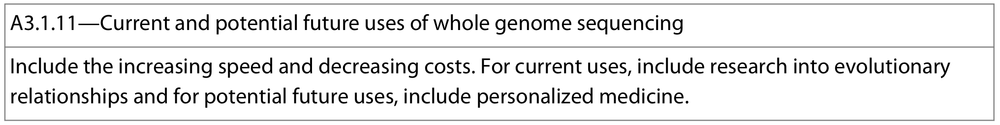 A3.1.11—Current and potential future uses of whole genome sequencing
Include the increasing speed and decreasing costs. For current uses, include research into evolutionary
relationships and for potential future uses, include personalized medicine.